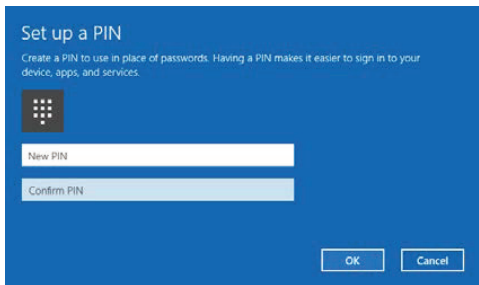 Set up a PIN
Create a PIN to use in place of passwords. Having a PIN makes it easier to sign in to your
device, apps, and services.
New PIN
Confirm PIN
OK Cancel